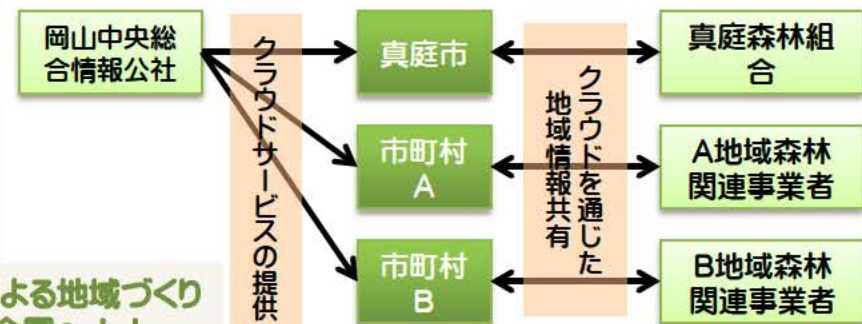 岡山中央総
合情報公社
クラウドサービスの提供
真庭市
市町村
A
市町村
B
クラウドを通じた
地域情報共有
真庭森林組
合
A地域森林
関連事業者
B地域森林
関連事業者
よる地域づくり